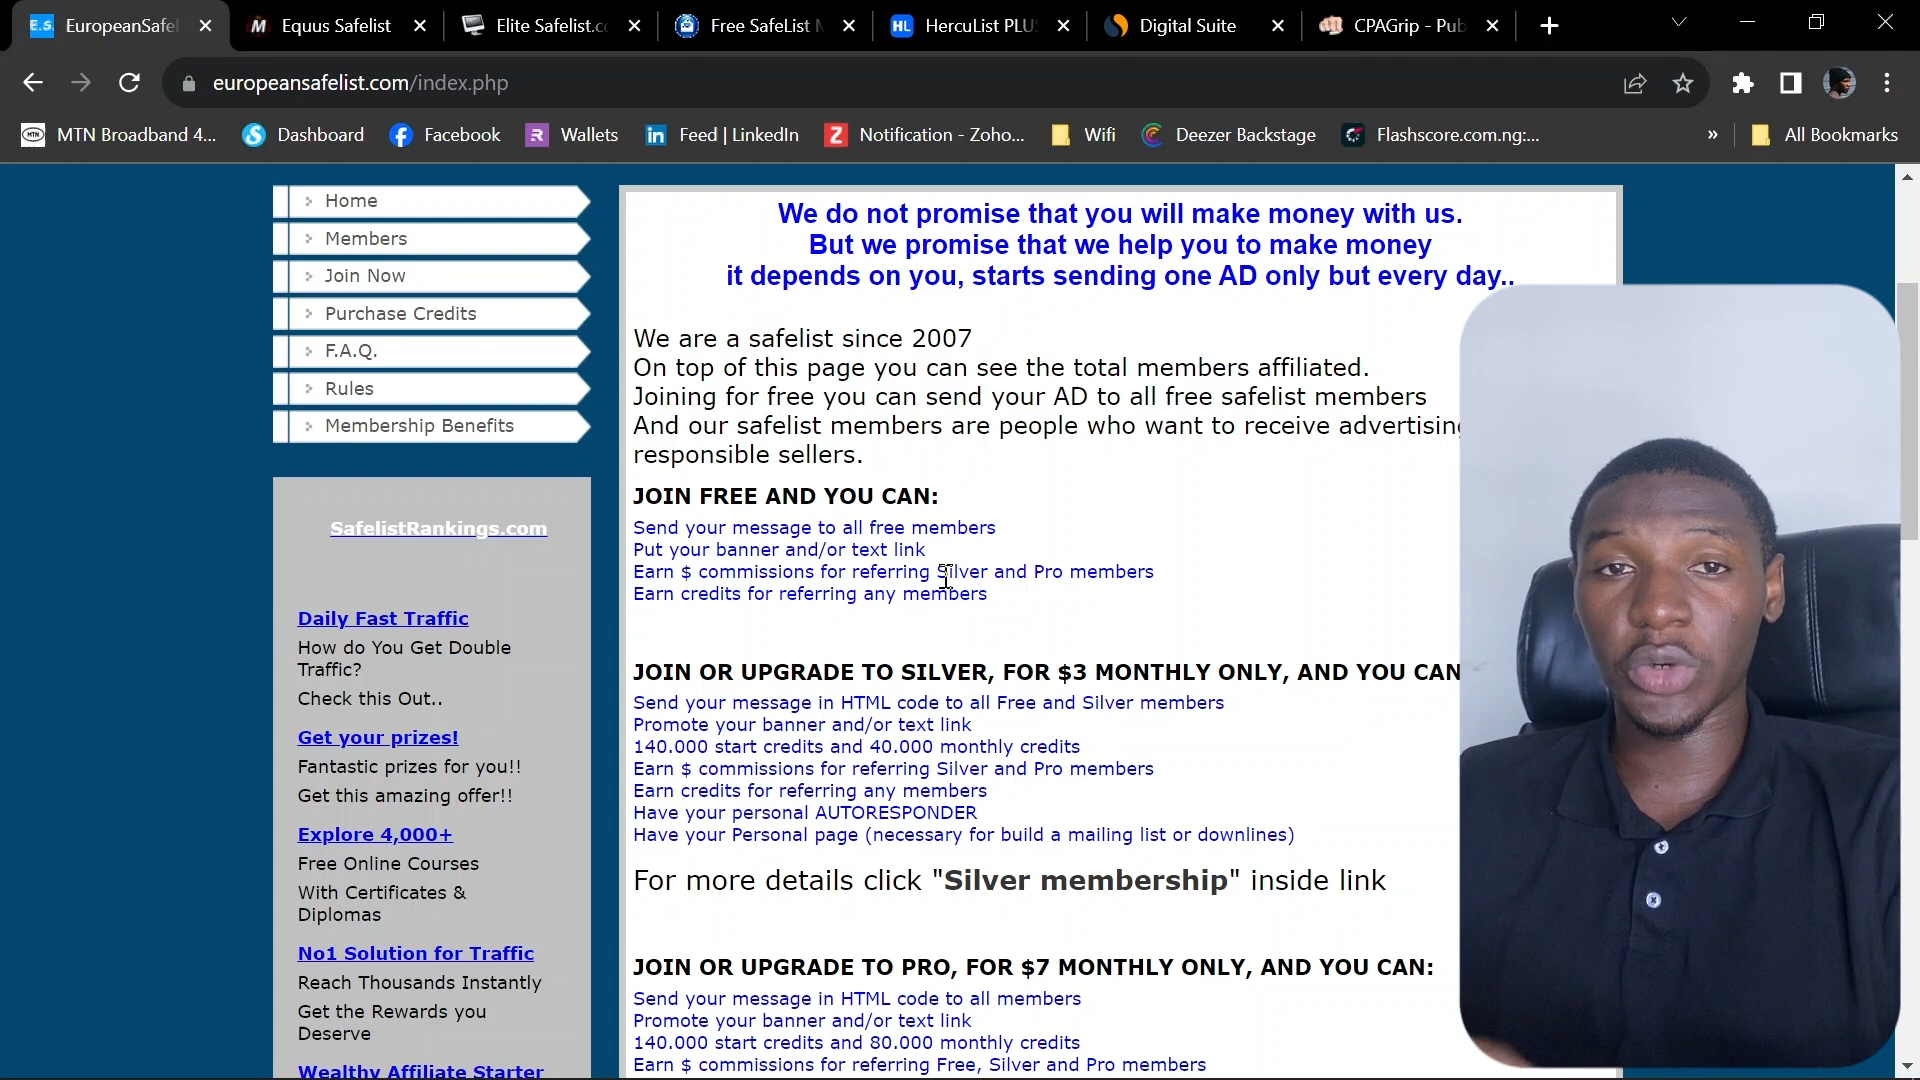 EuropeanSafel
Equus Safelist
Elite Safelist.c
Free SafeList
HercuList PLU
Digital Suite
CPAGrip - Pub
europeansafelist.com/index.php
MTN Broadband 4...
Dashboard
Facebook
Wallets
Feed | LinkedIn
Notification - Zoho...
Wifi
Deezer Backstage
Flashscore.com.ng:...
»
All Bookmarks
Home
Members
Join Now
Purchase Credits
F.A.Q.
Rules
Membership Benefits
SafelistRankings.com
Daily Fast Traffic
How do You Get Double
Traffic?
Check this Out..
Get your prizes!
Fantastic prizes for you!!
Get this amazing offer!!
Explore 4,000+
Free Online Courses
With Certificates &
Diplomas
No1 Solution for Traffic
Reach Thousands Instantly
Get the Rewards you
Deserve
Wealthy Affiliate Starter
We do not promise that you will make money with us.
But we promise that we help you to make money
it depends on you, starts sending one AD only but every day..
We are a safelist since 2007
On top of this page you can see the total members affiliated.
Joining for free you can send your AD to all free safelist members
And our safelist members are people who want to receive advertising
responsible sellers.
JOIN FREE AND YOU CAN:
Send your message to all free members
Put your banner and/or text link
Earn $ commissions for referring Silver and Pro members
Earn credits for referring any members
JOIN OR UPGRADE TO SILVER, FOR $3 MONTHLY ONLY, AND YOU CAN
Send your message in HTML code to all Free and Silver members
Promote your banner and/or text link
140.000 start credits and 40.000 monthly credits
Earn $ commissions for referring Silver and Pro members
Earn credits for referring any members
Have your personal AUTORESPONDER
Have your Personal page (necessary for build a mailing list or downlines)
For more details click "Silver membership" inside link
JOIN OR UPGRADE TO PRO, FOR $7 MONTHLY ONLY, AND YOU CAN:
Send your message in HTML code to all members
Promote your banner and/or text link
140.000 start credits and 80.000 monthly credits
Earn $ commissions for referring Free, Silver and Pro members